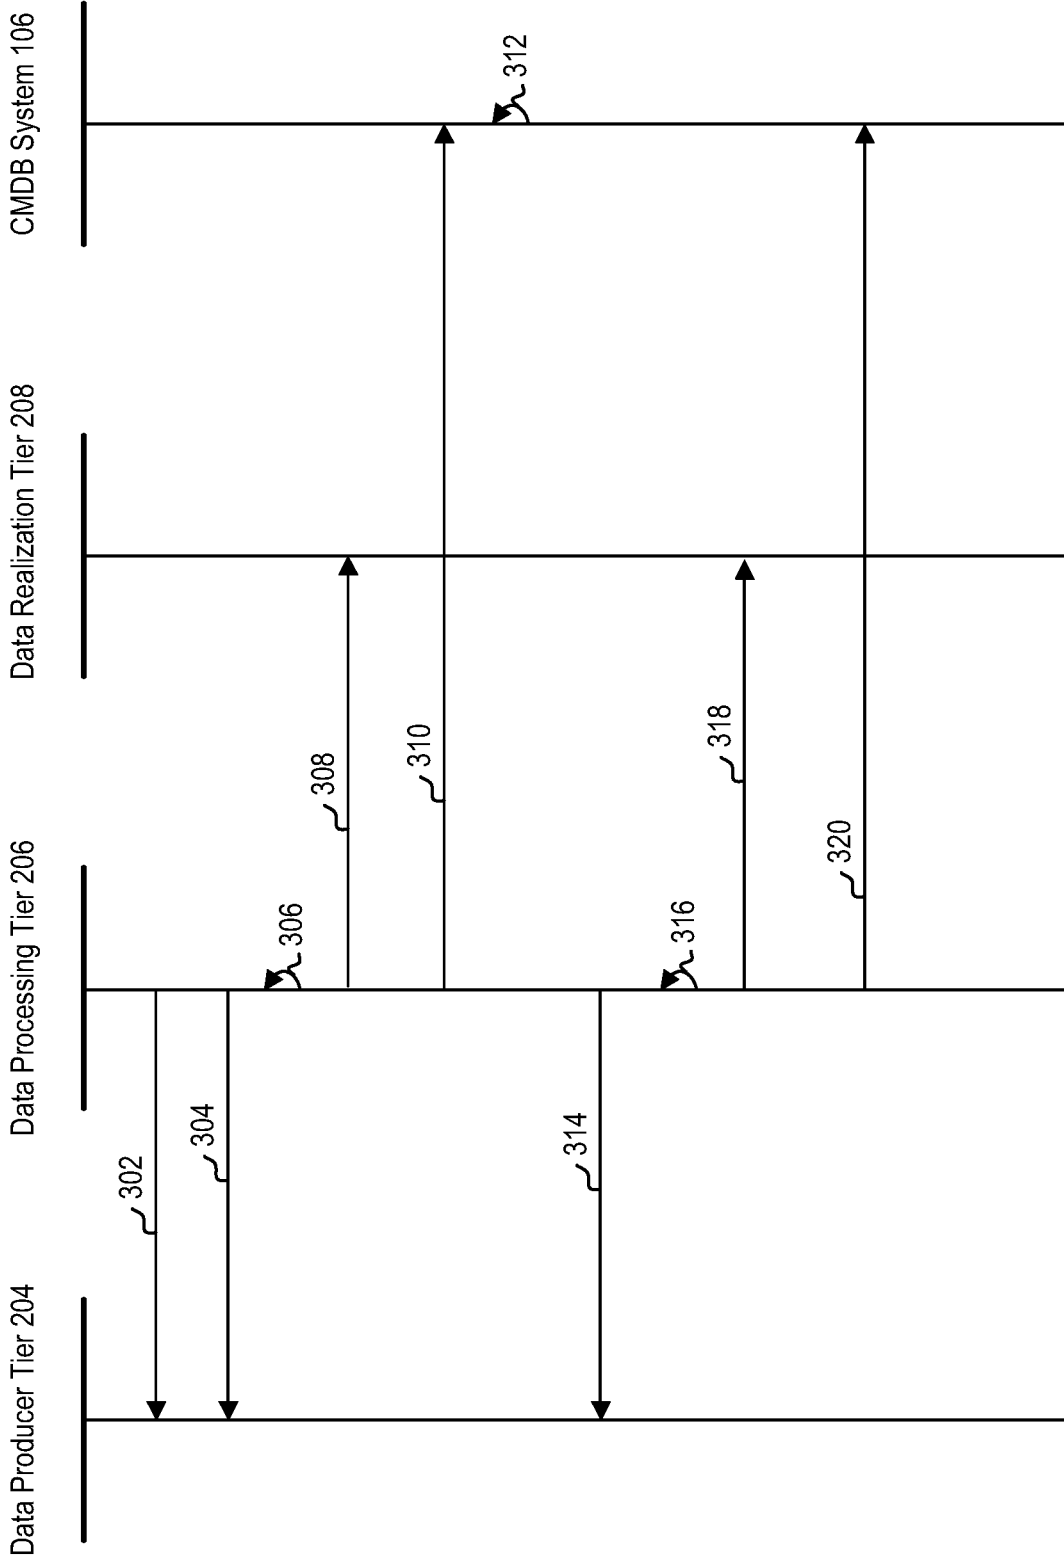 Data Producer Tier 204
Data Processing Tier 206
Data Realization Tier 208
CMDB System 106
302
304
306
308
310
312
314
316
318
320